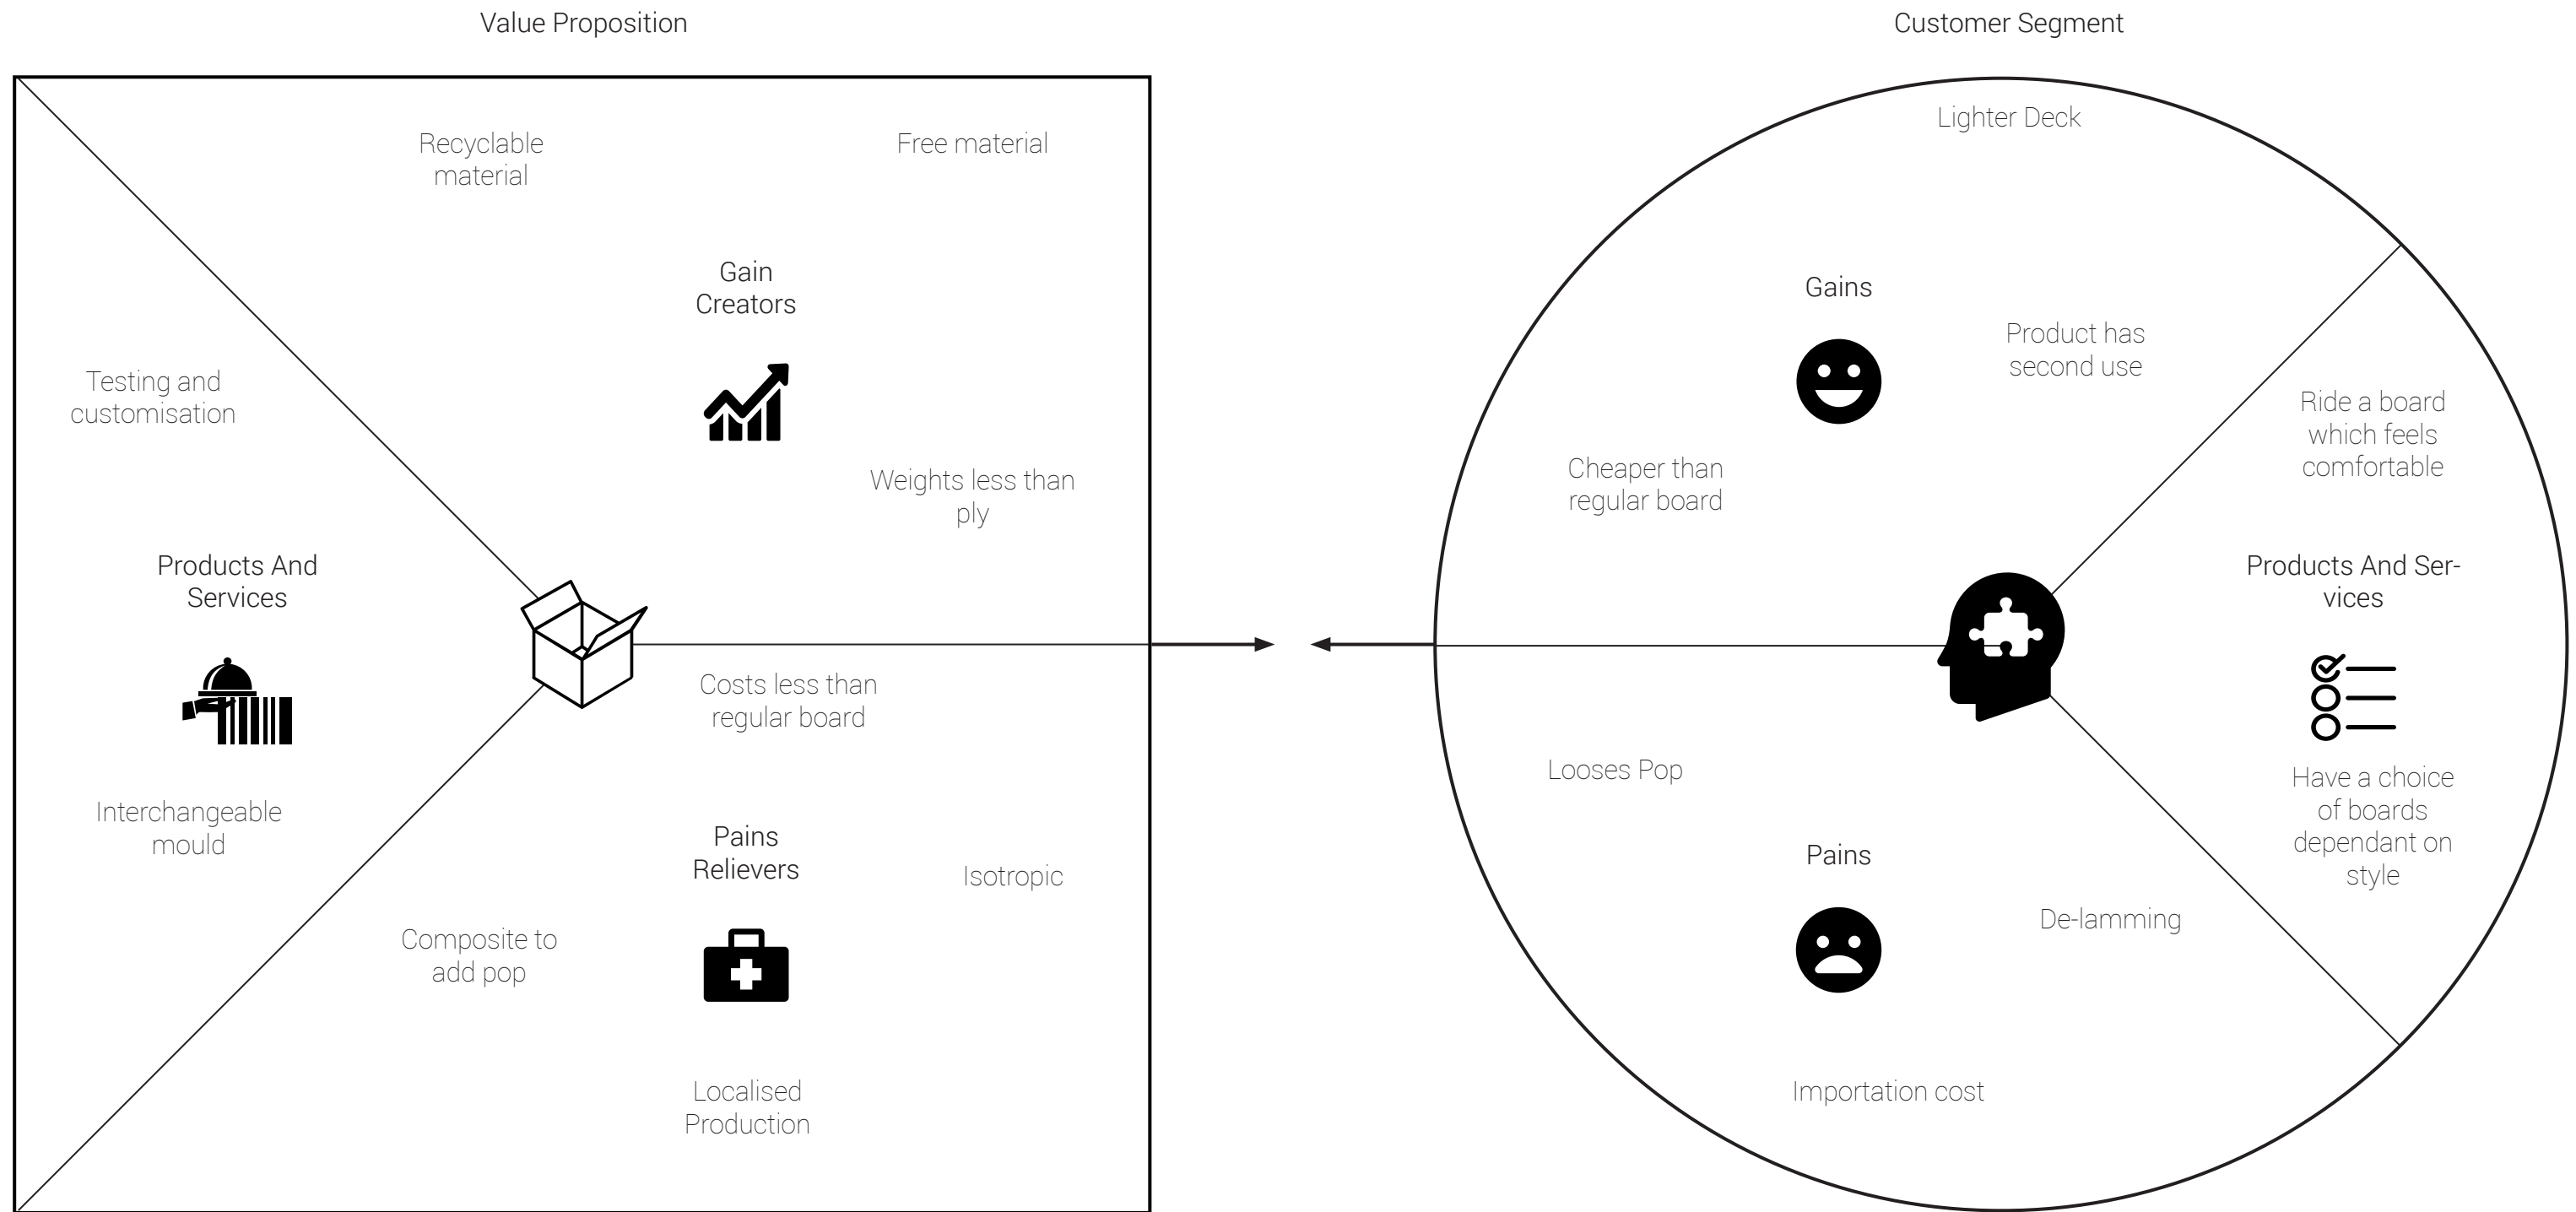 Value Proposition
Customer Segment
Recyclable
material
Free material
Gain
Creators
Testing and
customisation
Weights less than
ply
Products And
Services
Interchangeable
mould
Costs less than
regular board
Pains
Relievers
Isotropic
Composite to
add pop
Localised
Production
Lighter Deck
Gains
Product has
second use
Cheaper than
regular board
Ride a board
which feels
comfortable
Products And Ser-
vices
Have a choice
of boards
dependant on
style
Looses Pop
Pains
De-lamming
Importation cost